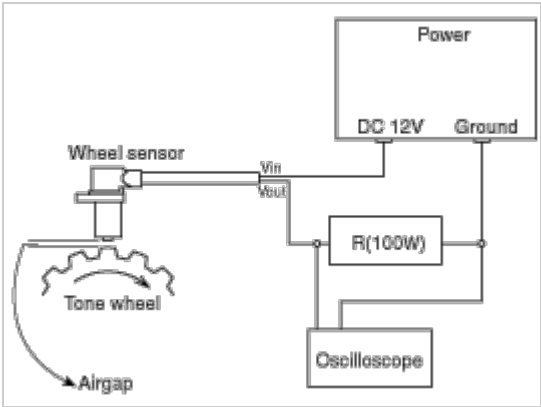 Power
DC 12V Ground
Wheel sensor
Vin
Vout
R(100W)
Tone wheel
Oscilloscope
Airgap